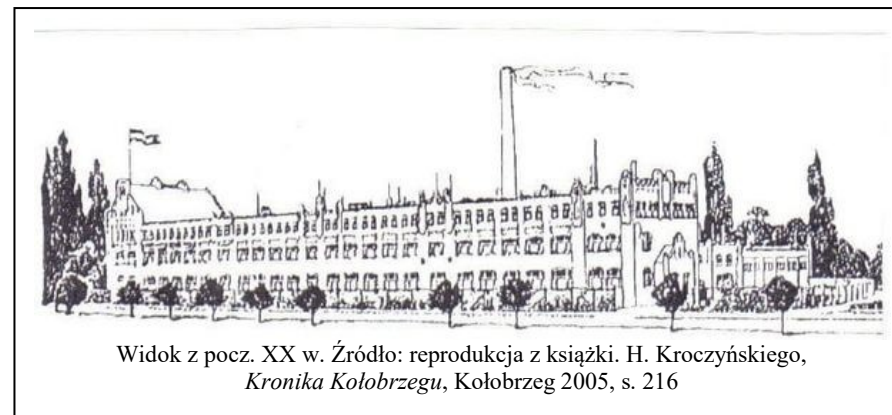 Widok z pocz. XX w. Źródło: reprodukcja z książki. H. Kroczyńskiego,
Kronika Kołobrzegu, Kołobrzeg 2005, s. 216